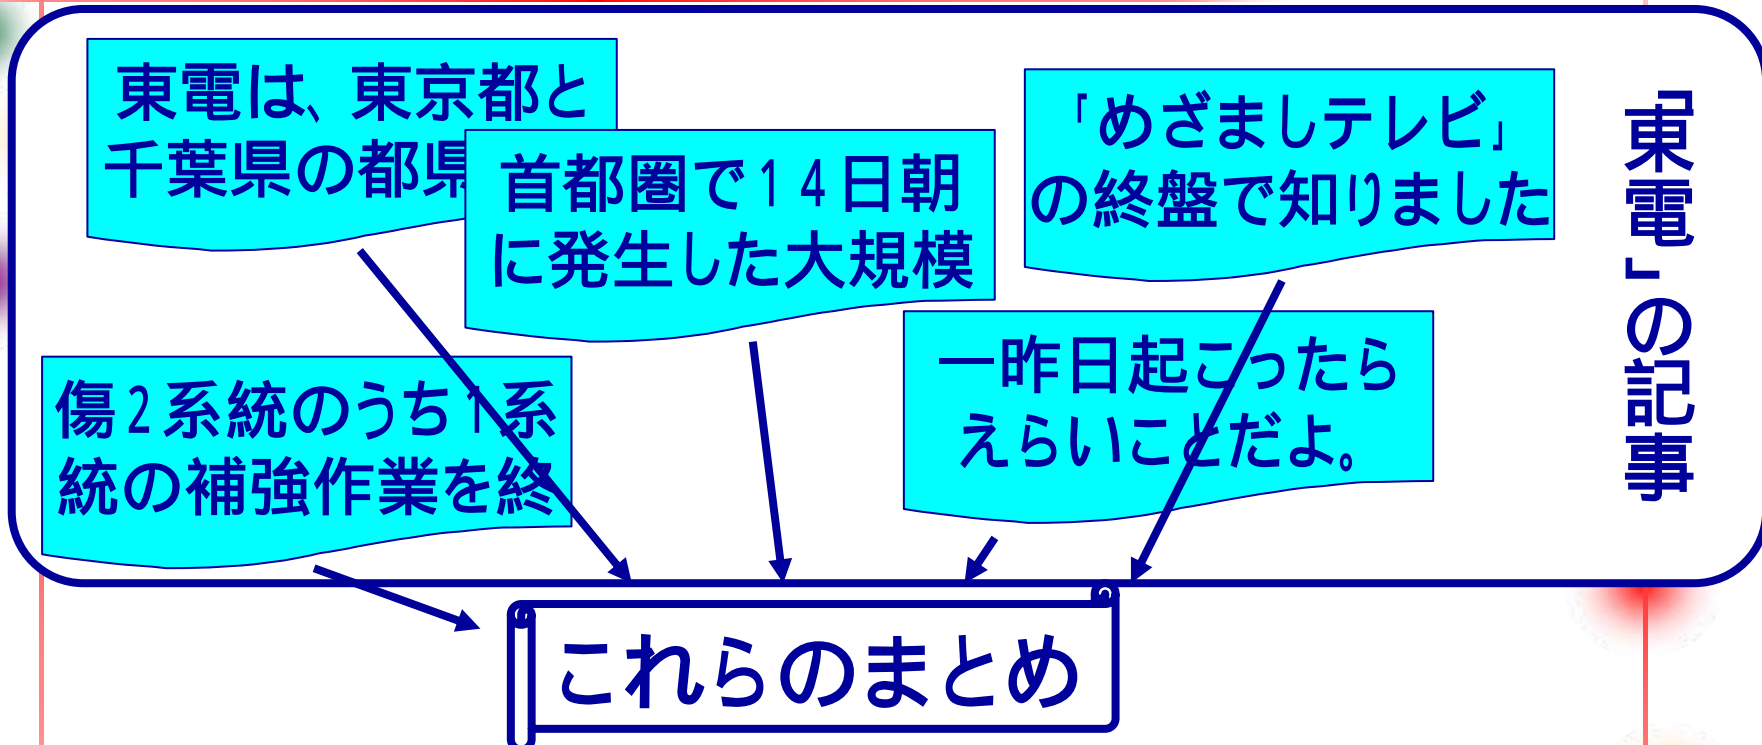 東電は、東京都と
千葉県の都県
首都圏で14日朝
に発生した大規模
「めざましテレビ」
の終盤で知りました
傷2系統のうち1系
統の補強作業を終
一昨日起こったら
えらいことだよ。
「東電」の記事
これらのまとめ